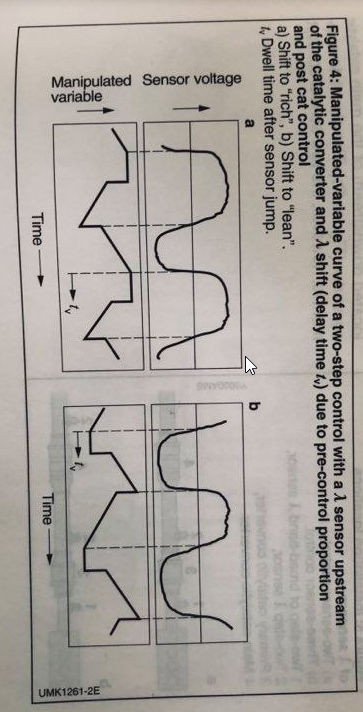 Figure 4: Manipulated-variable curve of a two-step control with a λ sensor upstream
of the catalytic converter and λ shift (delay time tᵥ) due to pre-control proportion
and post cat control
a) Shift to "rich", b) Shift to "lean".
tᵥ Dwell time after sensor jump.
a
Sensor voltage
Manipulated
variable
tᵥ
Time
b
tᵥ
Time
UMK1261-2E